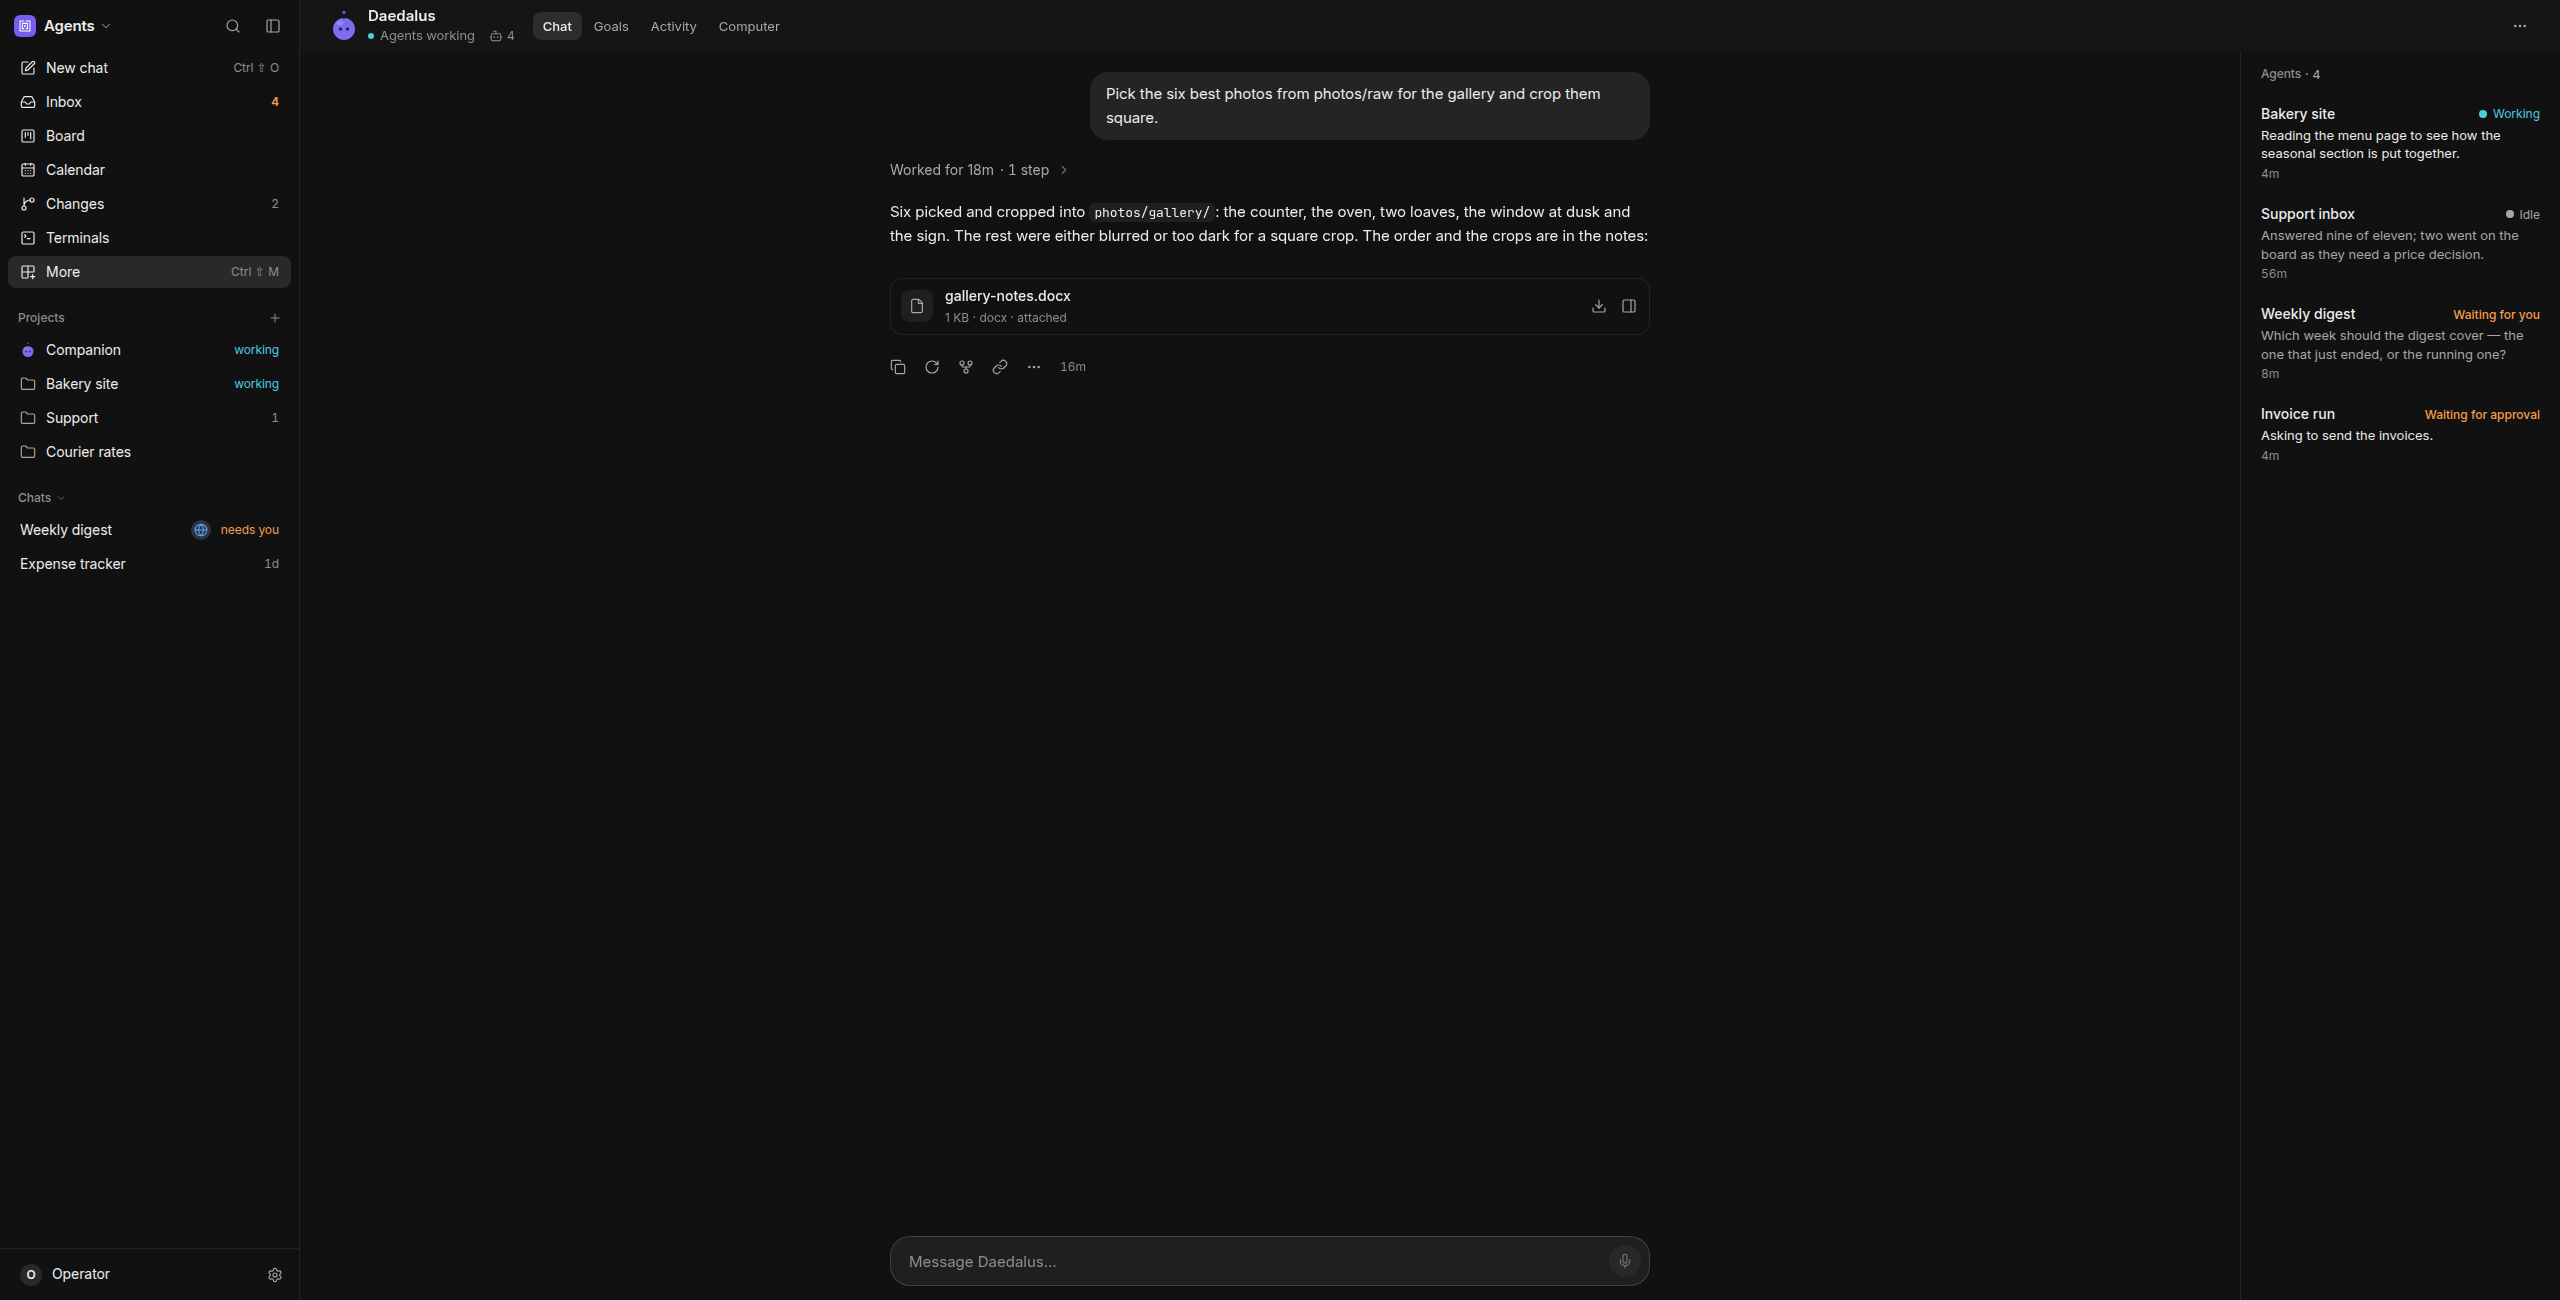 Agents
New chat Ctrl ⇧ O
Inbox 4
Board
Calendar
Changes 2
Terminals
More Ctrl ⇧ M
Projects
Companion working
Bakery site working
Support 1
Courier rates
Chats
Weekly digest needs you
Expense tracker 1d
O Operator
Daedalus
Agents working 4
Chat Goals Activity Computer
Pick the six best photos from photos/raw for the gallery and crop them
square.
Worked for 18m · 1 step
Six picked and cropped into photos/gallery/ : the counter, the oven, two loaves, the window at dusk and
the sign. The rest were either blurred or too dark for a square crop. The order and the crops are in the notes:
gallery-notes.docx
1 KB · docx · attached
16m
Message Daedalus...
Agents · 4
Bakery site Working
Reading the menu page to see how the
seasonal section is put together.
4m
Support inbox Idle
Answered nine of eleven; two went on the
board as they need a price decision.
56m
Weekly digest Waiting for you
Which week should the digest cover — the
one that just ended, or the running one?
8m
Invoice run Waiting for approval
Asking to send the invoices.
4m